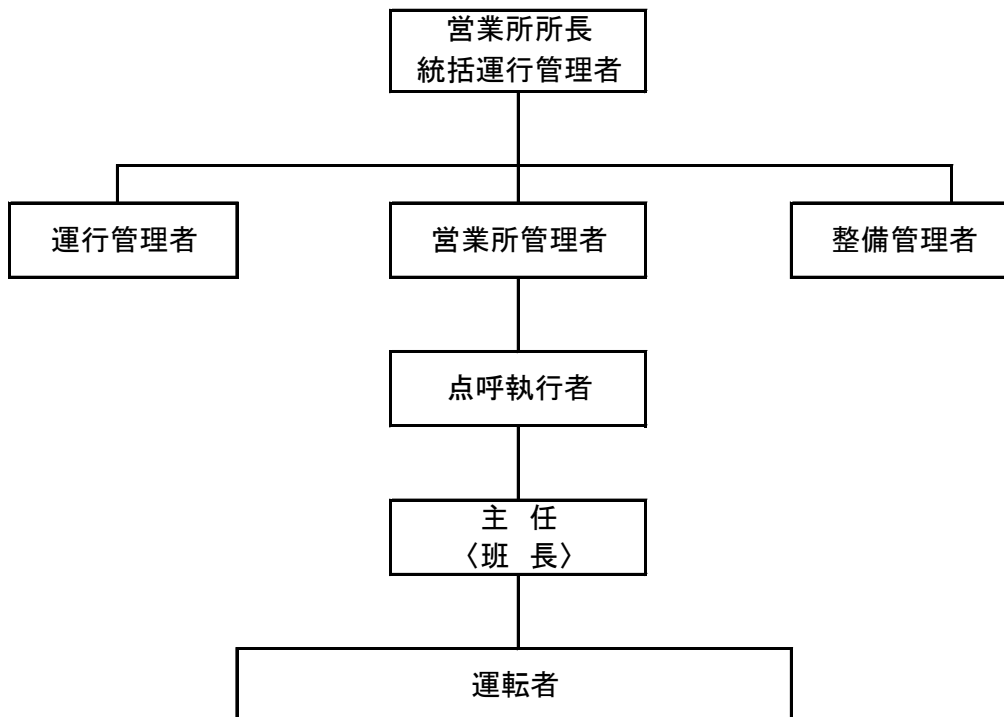 営業所所長
統括運行管理者
運行管理者
営業所管理者
整備管理者
点呼執行者
主 任
〈班 長〉
運転者